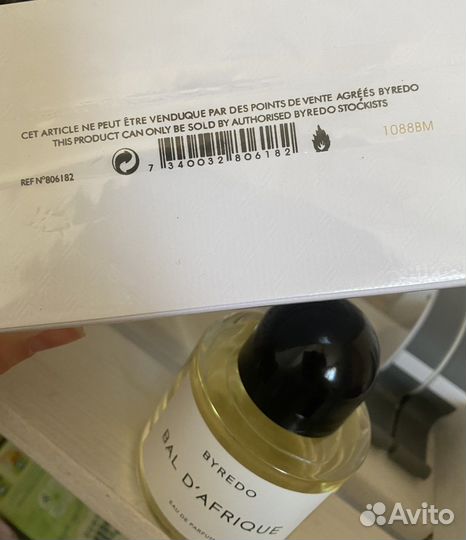 CET ARTICLE NE PEUT ÊTRE VENDUQUE PAR DES POINTS DE VENTE AGRÉÉS BYREDO
THIS PRODUCT CAN ONLY BE SOLD BY AUTHORISED BYREDO STOCKISTS
1088BM
7 340032 806182
REF N°806182
BYREDO
BAL D'AFRIQUE
EAU DE PARFUM
Avito